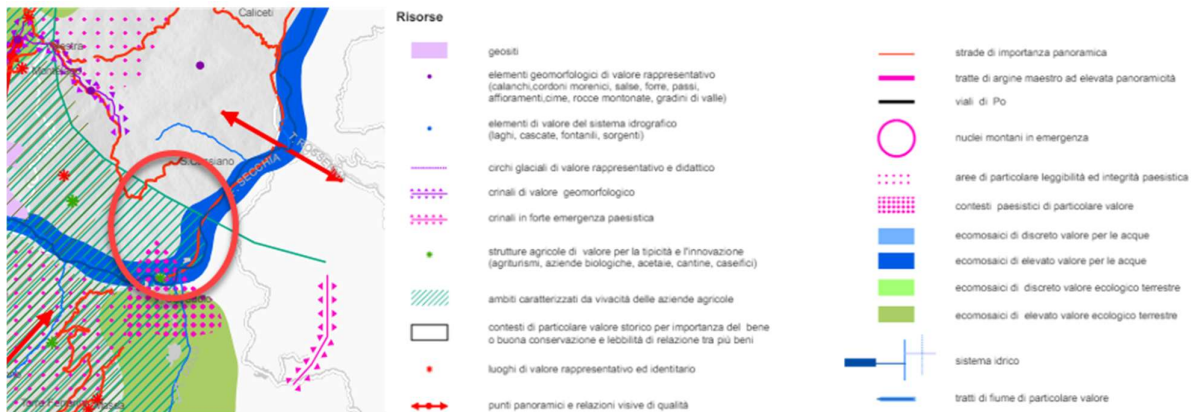 Caliceti
S.Cassiano
SECCHIA
Risorse
geositi
elementi geomorfologici di valore rappresentativo
(calanchi,cordoni morenici, salse, forre, passi,
affioramenti,cime, rocce montonate, gradini di valle)
elementi di valore del sistema idrografico
(laghi, cascate, fontanili, sorgenti)
circhi glaciali di valore rappresentativo e didattico
crinali di valore geomorfologico
crinali in forte emergenza paesistica
strutture agricole di valore per la tipicità e l'innovazione
(agriturismi, aziende biologiche, acetaie, cantine, caseifici)
ambiti caratterizzati da vivacità delle aziende agricole
contesti di particolare valore storico per importanza del bene
o buona conservazione e lebbilità di relazione tra più beni
luoghi di valore rappresentativo ed identitario
punti panoramici e relazioni visive di qualità
strade di importanza panoramica
tratte di argine maestro ad elevata panoramicità
viali di Po
nuclei montani in emergenza
aree di particolare leggibilità ed integrità paesistica
contesti paesistici di particolare valore
ecomosaici di discreto valore per le acque
ecomosaici di elevato valore per le acque
ecomosaici di discreto valore ecologico terrestre
ecomosaici di elevato valore ecologico terrestre
sistema idrico
tratti di fiume di particolare valore